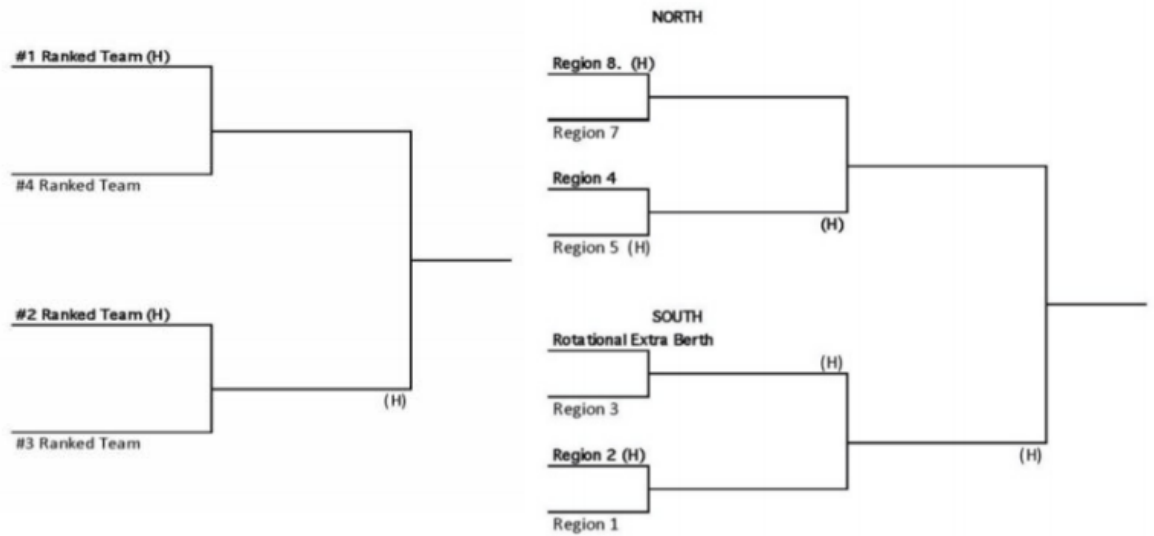 #1 Ranked Team (H)
#4 Ranked Team
#2 Ranked Team (H)
(H)
#3 Ranked Team
NORTH
Region 8. (H)
Region 7
Region 4
(H)
Region 5 (H)
SOUTH
Rotational Extra Berth
(H)
Region 3
Region 2 (H)
(H)
Region 1